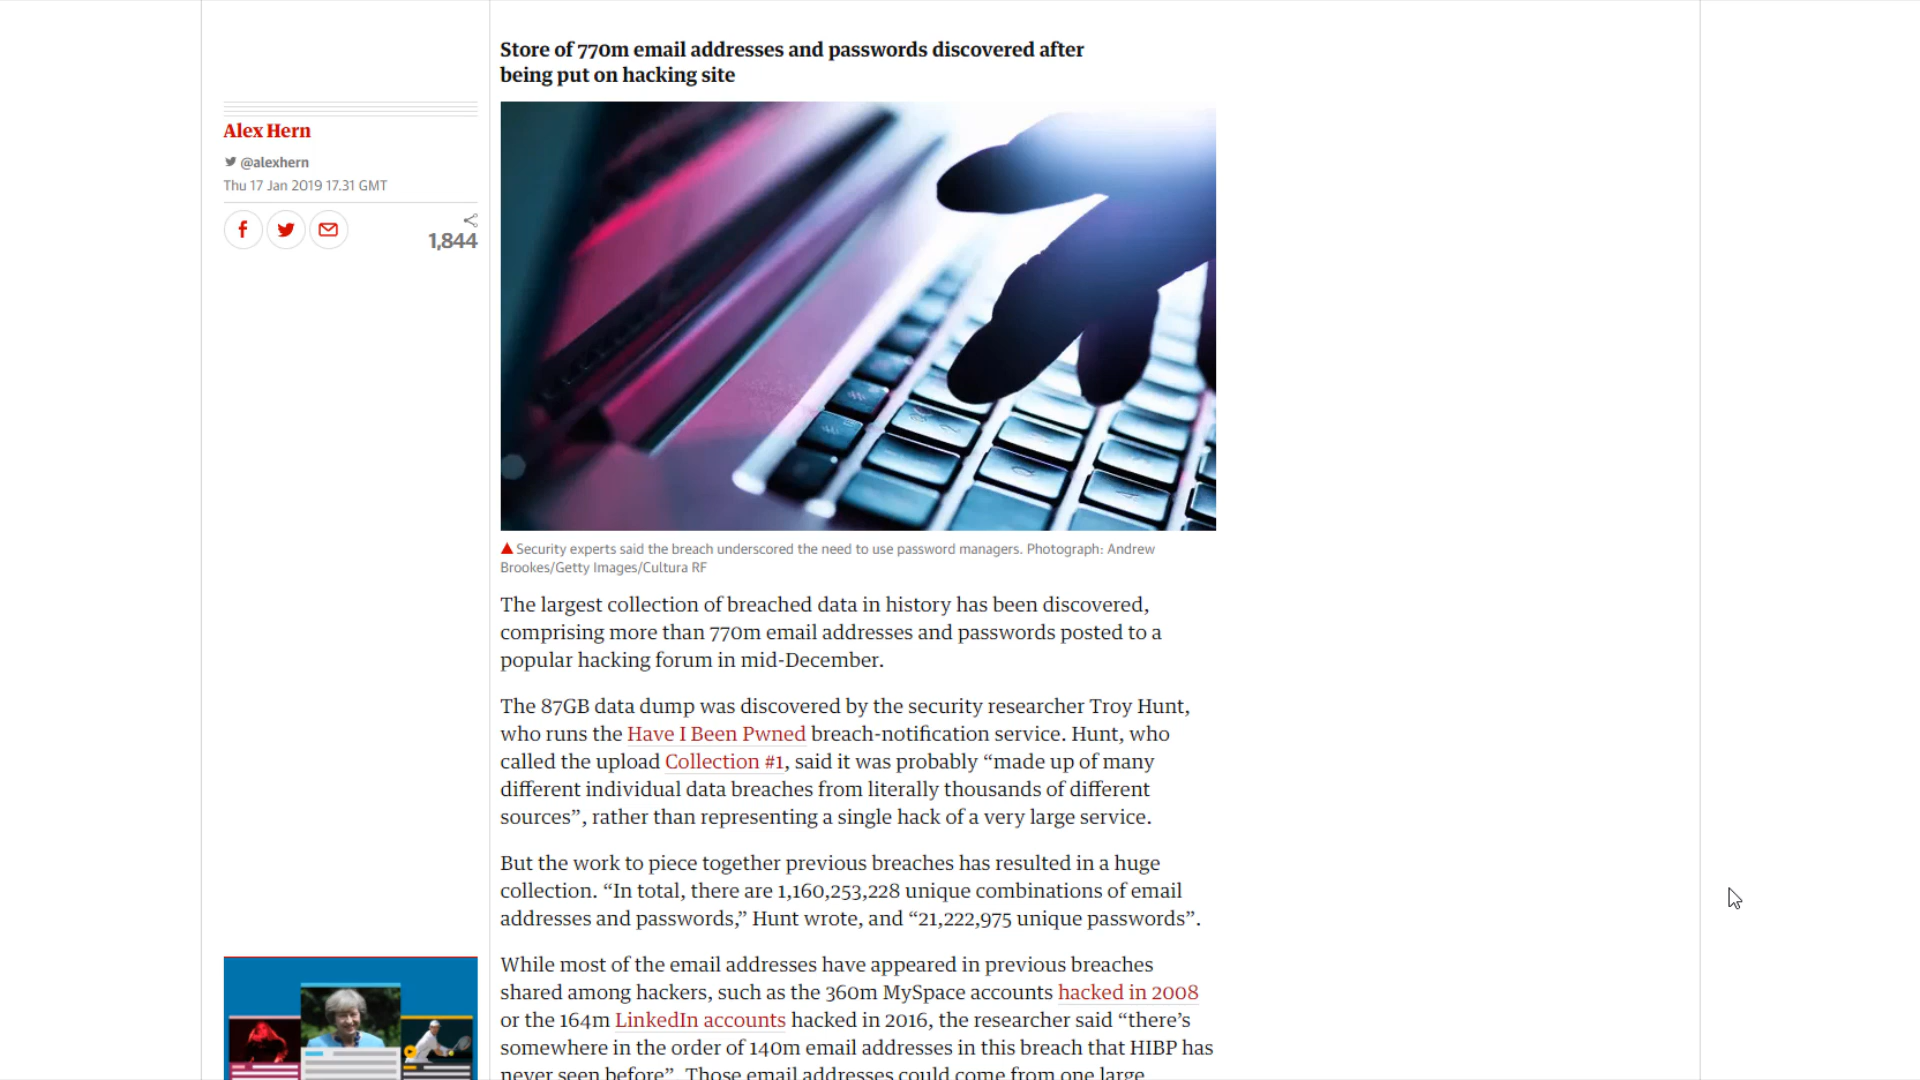 Store of 770m email addresses and passwords discovered after
being put on hacking site
Alex Hern
@alexhern
Thu 17 Jan 2019 17.31 GMT
1,844
Security experts said the breach underscored the need to use password managers. Photograph: Andrew
Brookes/Getty Images/Cultura RF
The largest collection of breached data in history has been discovered,
comprising more than 770m email addresses and passwords posted to a
popular hacking forum in mid-December.
The 87GB data dump was discovered by the security researcher Troy Hunt,
who runs the Have I Been Pwned breach-notification service. Hunt, who
called the upload Collection #1, said it was probably “made up of many
different individual data breaches from literally thousands of different
sources”, rather than representing a single hack of a very large service.
But the work to piece together previous breaches has resulted in a huge
collection. “In total, there are 1,160,253,228 unique combinations of email
addresses and passwords,” Hunt wrote, and “21,222,975 unique passwords”.
While most of the email addresses have appeared in previous breaches
shared among hackers, such as the 360m MySpace accounts hacked in 2008
or the 164m LinkedIn accounts hacked in 2016, the researcher said “there’s
somewhere in the order of 140m email addresses in this breach that HIBP has
never seen before”. Those email addresses could come from one large